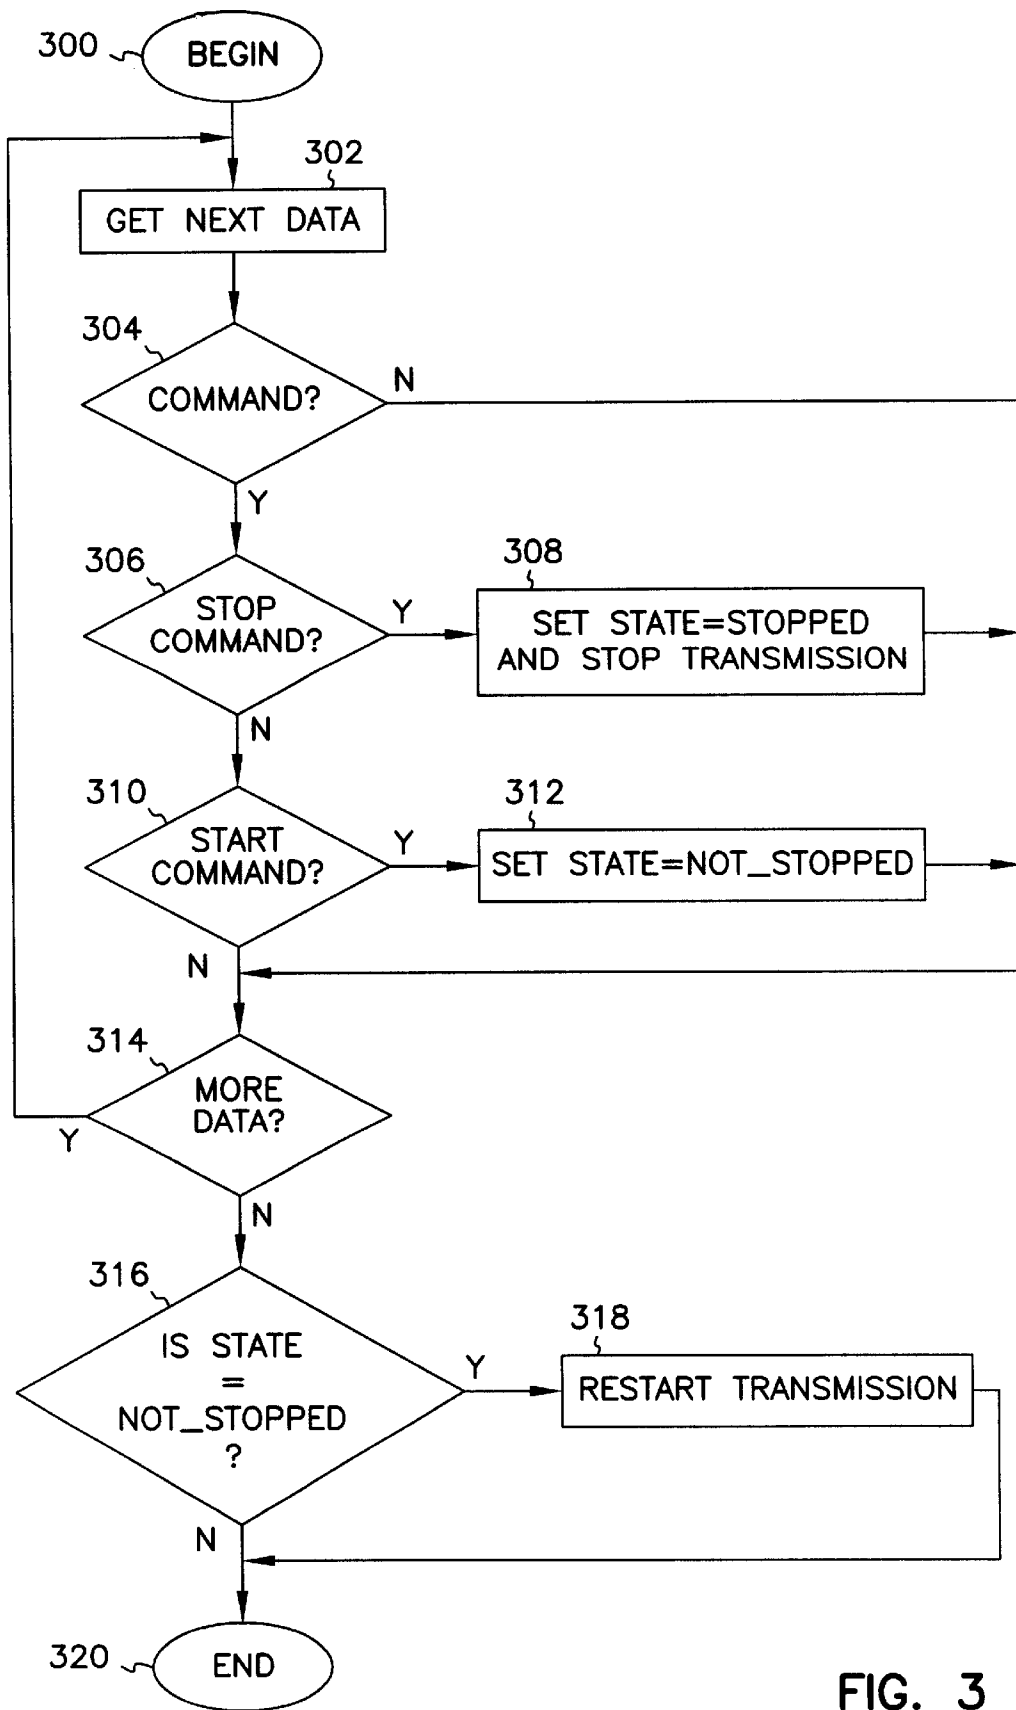 300
BEGIN
302
GET NEXT DATA
304
COMMAND?
N
Y
306
STOP
COMMAND?
Y
308
SET STATE=STOPPED
AND STOP TRANSMISSION
N
310
START
COMMAND?
Y
312
SET STATE=NOT_STOPPED
N
314
MORE
DATA?
Y
N
316
IS STATE
=
NOT_STOPPED
?
Y
318
RESTART TRANSMISSION
N
320
END
FIG. 3